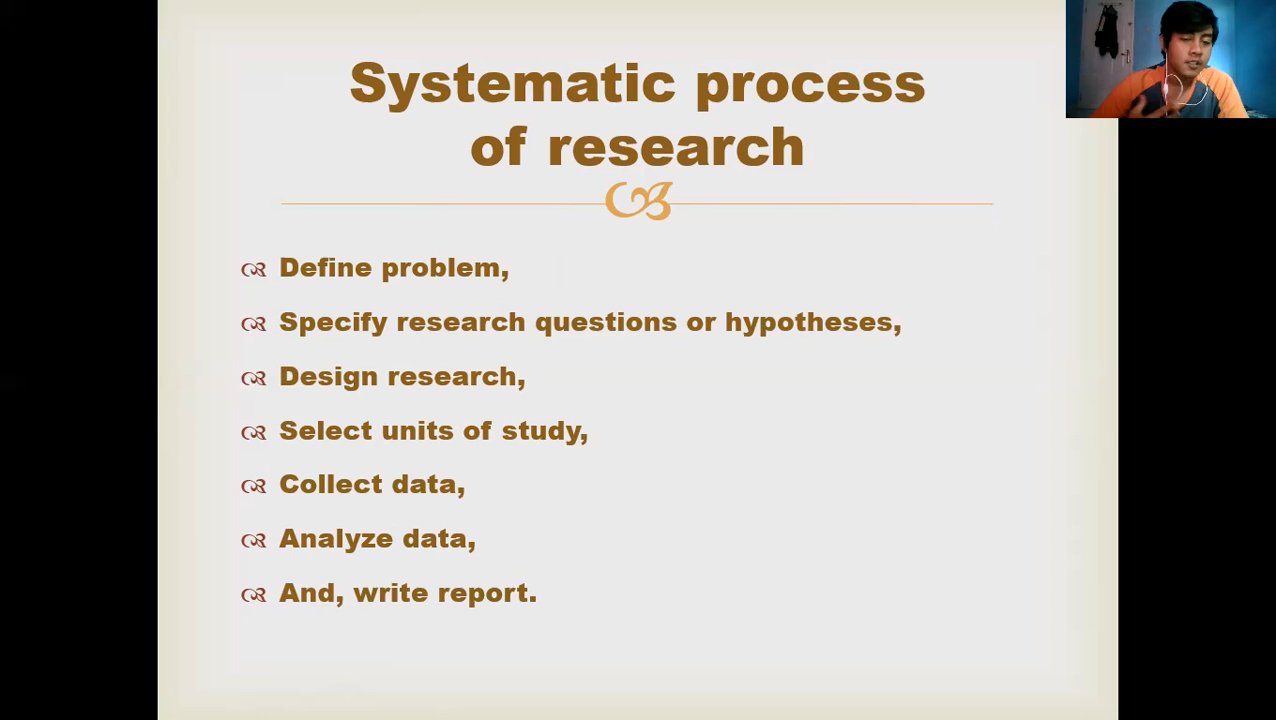 Systematic process
of research
Define problem,
Specify research questions or hypotheses,
Design research,
Select units of study,
Collect data,
Analyze data,
And, write report.